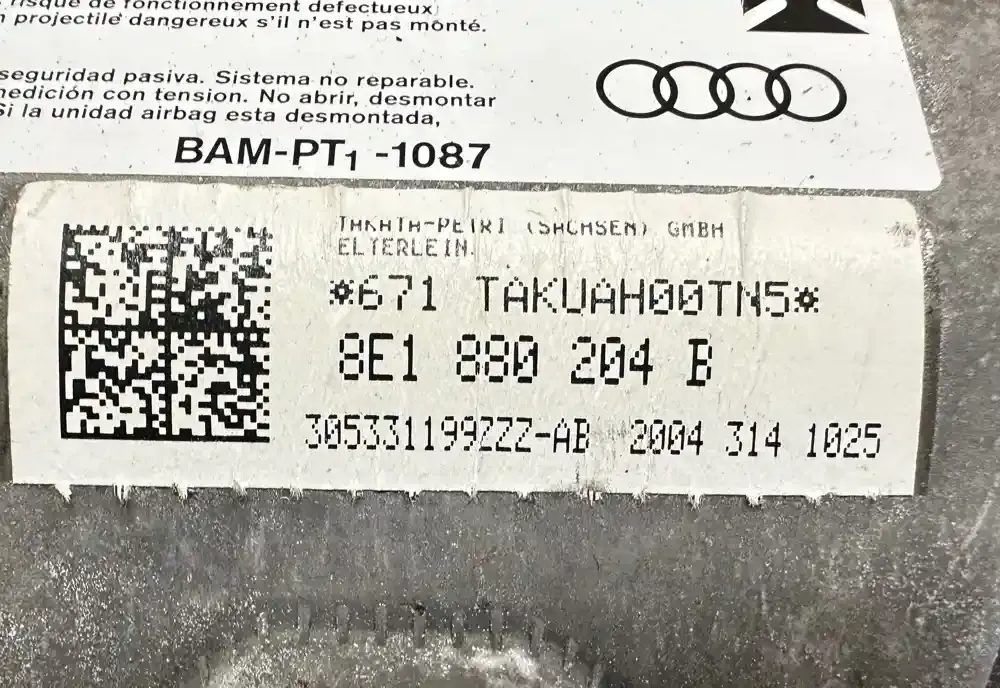 risque de fonctionnement defectueux
projectile dangereux s'il n'est pas monté.
seguridad pasiva. Sistema no reparable.
medición con tension. No abrir, desmontar
Si la unidad airbag esta desmontada,
BAM-PT1 -1087
TAKATA-PETRI (SACHSEN) GMBH
ELTERLEIN
*671 TAKUAH00TN5*
8E1 880 204 B
305331199ZZZ-AB 2004 314 1025